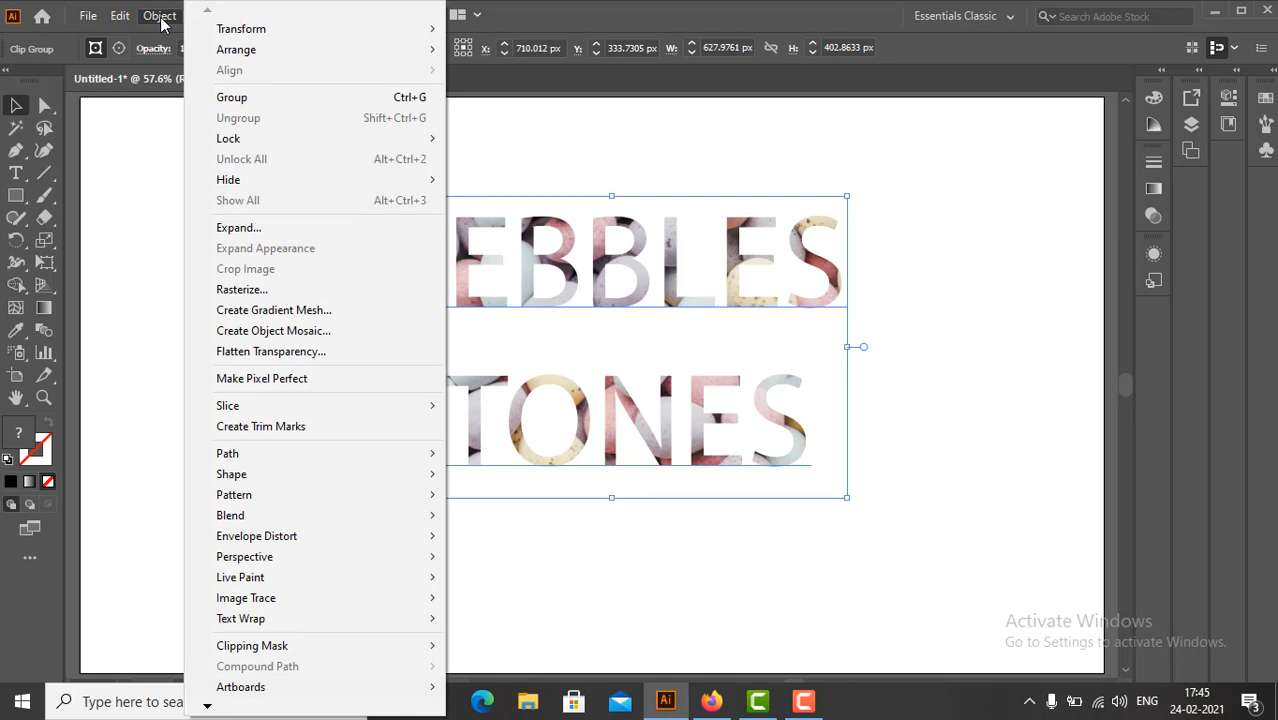 Ai File Edit Object Essentials Classic Search Adobe Stock
Clip Group Opacity: X: 710.012 px Y: 333.7305 px W: 627.9761 px H: 402.8633 px
Untitled-1* @ 57.6%
Transform
Arrange
Align
Group Ctrl+G
Ungroup Shift+Ctrl+G
Lock
Unlock All Alt+Ctrl+2
Hide
Show All Alt+Ctrl+3
Expand...
Expand Appearance
Crop Image
Rasterize...
Create Gradient Mesh...
Create Object Mosaic...
Flatten Transparency...
Make Pixel Perfect
Slice
Create Trim Marks
Path
Shape
Pattern
Blend
Envelope Distort
Perspective
Live Paint
Image Trace
Text Wrap
Clipping Mask
Compound Path
Artboards
EBBLES
TONES
?
Activate Windows
Go to Settings to activate Windows.
Type here to sea
Ai
ENG
17:45
24-02-2021
3